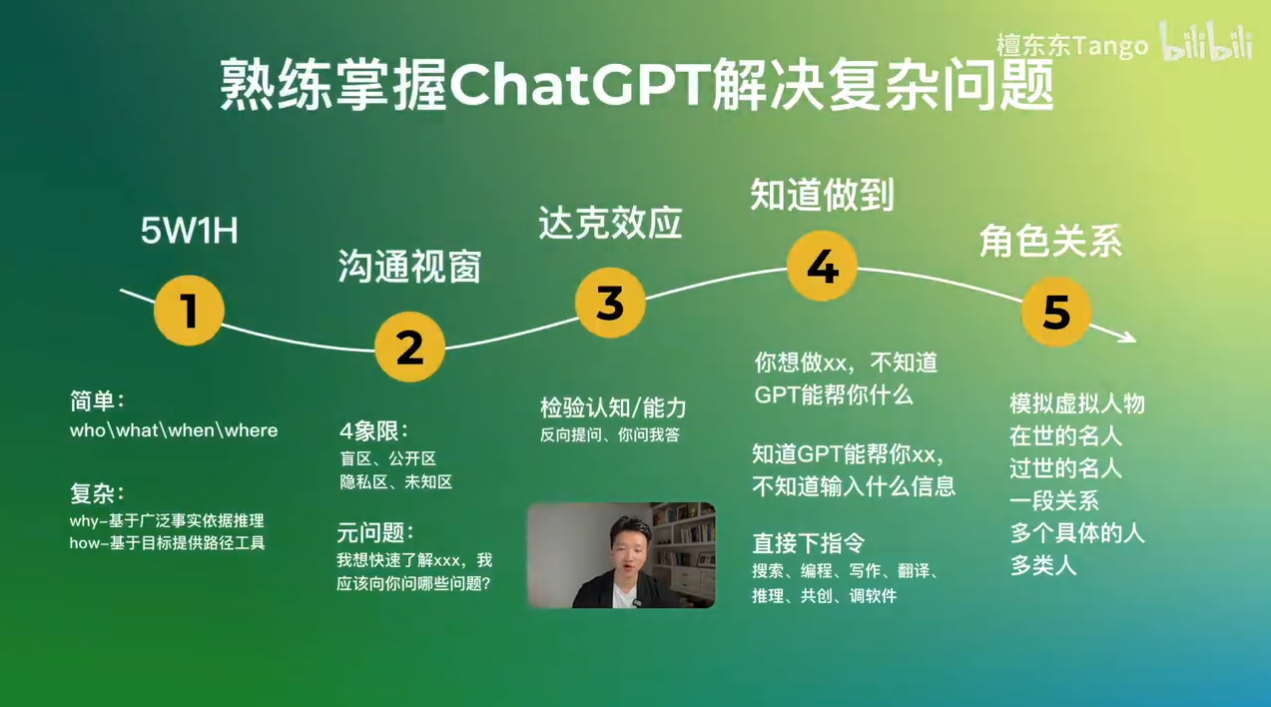 檀东东Tango bilibili
熟练掌握ChatGPT解决复杂问题
5W1H
1
简单：
who\what\when\where
复杂：
why-基于广泛事实依据推理
how-基于目标提供路径工具
沟通视窗
2
4象限：
盲区、公开区
隐私区、未知区
元问题：
我想快速了解xxx，我
应该向你问哪些问题？
达克效应
3
检验认知/能力
反向提问、你问我答
知道做到
4
你想做xx，不知道
GPT能帮你什么
知道GPT能帮你xx，
不知道输入什么信息
直接下指令
搜索、编程、写作、翻译、
推理、共创、调软件
角色关系
5
模拟虚拟人物
在世的名人
过世的名人
一段关系
多个具体的人
多类人